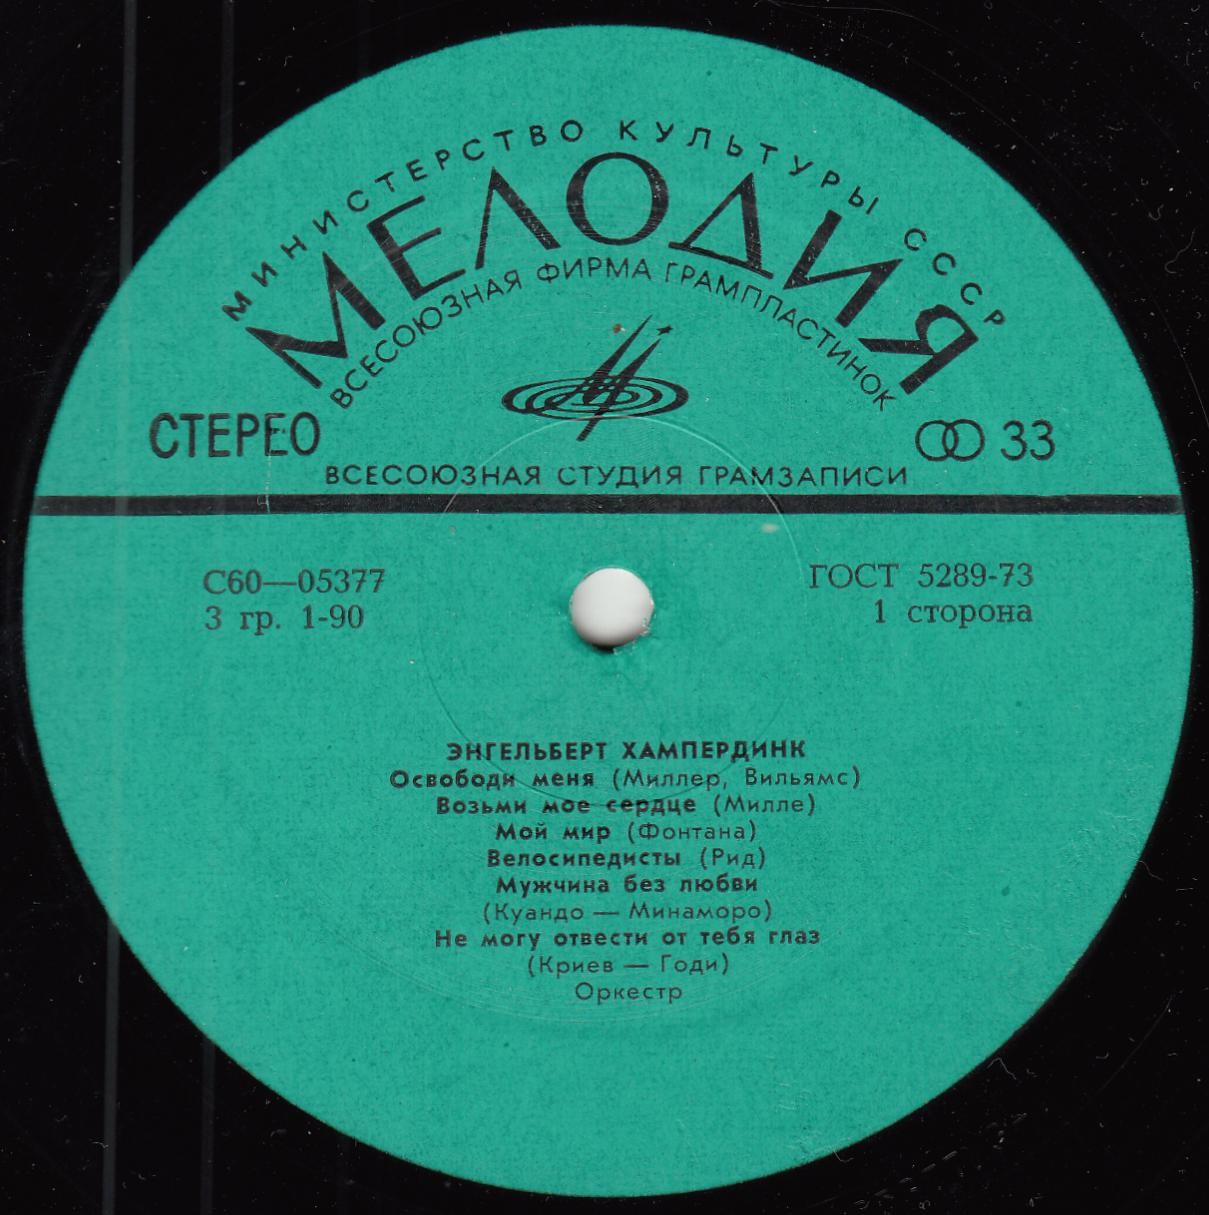 МИНИСТЕРСТВО КУЛЬТУРЫ СССР
МЕЛОДИЯ
ВСЕСОЮЗНАЯ ФИРМА ГРАМПЛАСТИНОК
СТЕРЕО
33
ВСЕСОЮЗНАЯ СТУДИЯ ГРАМЗАПИСИ
С60—05377
ГОСТ 5289-73
3 гр. 1-90
1 сторона
ЭНГЕЛЬБЕРТ ХАМПЕРДИНК
Освободи меня (Миллер, Вильямс)
Возьми мое сердце (Милле)
Мой мир (Фонтана)
Велосипедисты (Рид)
Мужчина без любви
(Куандо — Минаморо)
Не могу отвести от тебя глаз
(Криев — Годи)
Оркестр